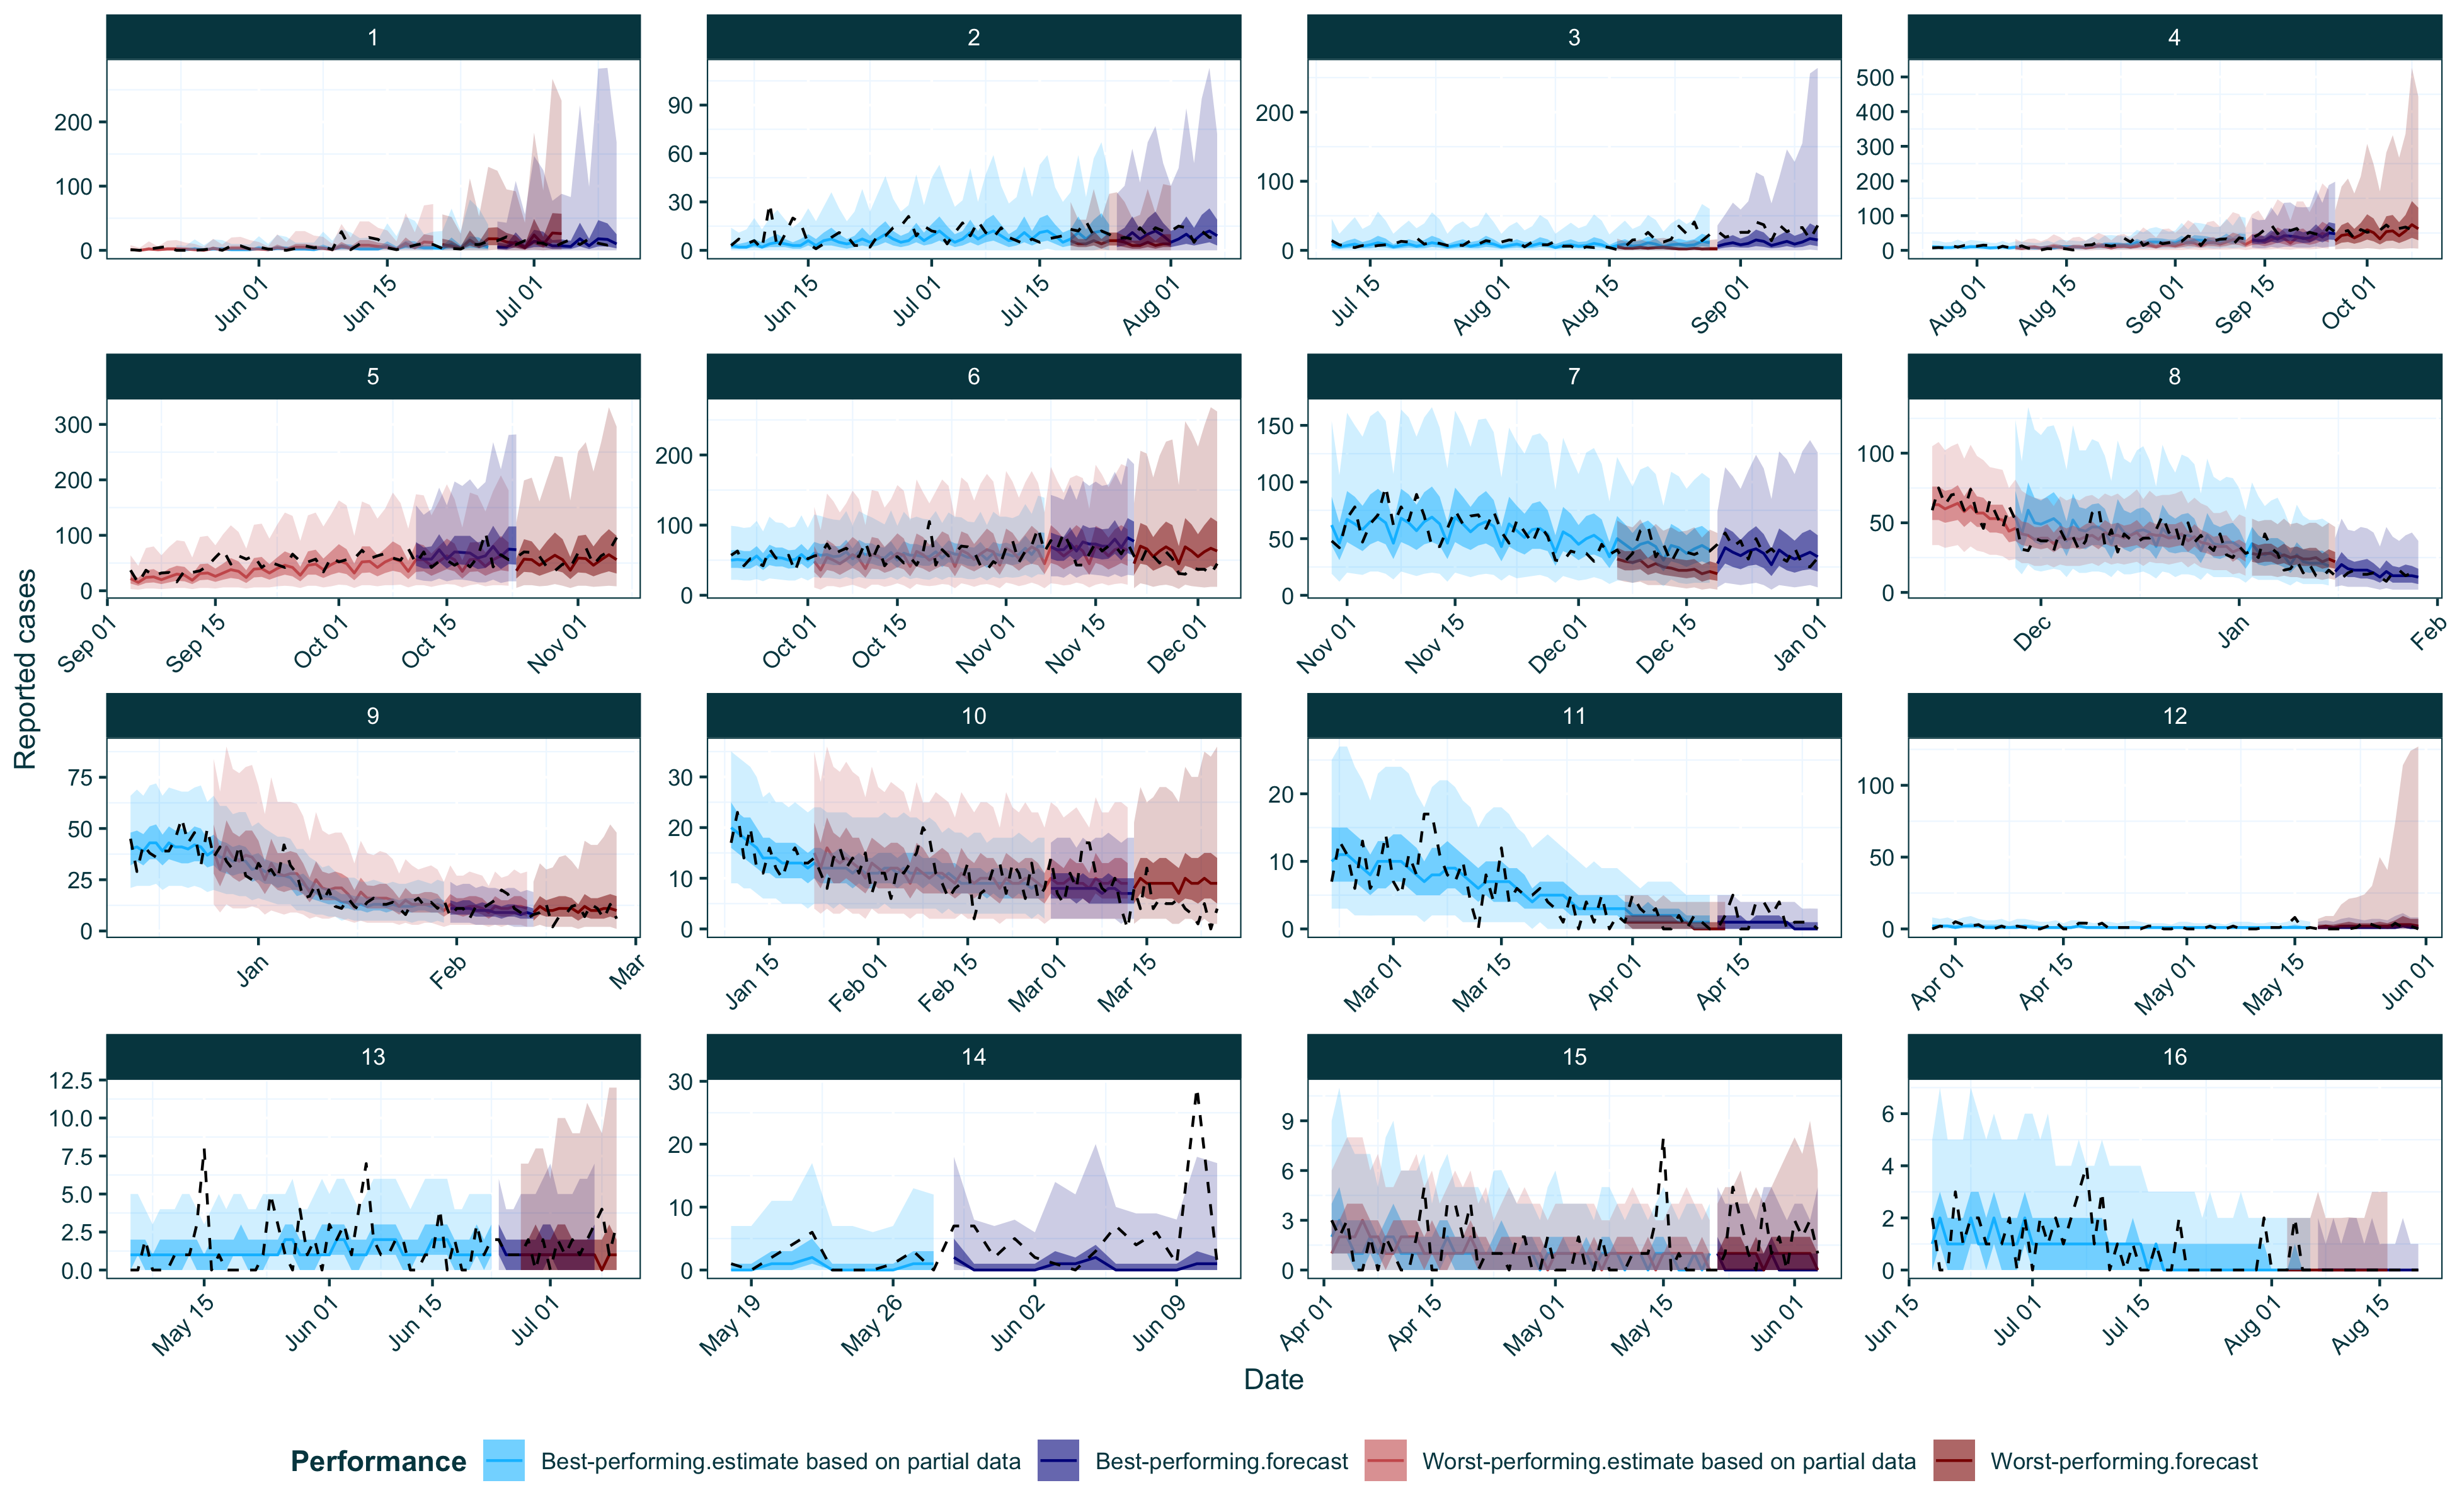 1 2 3 4
200
100
0
90
60
30
0
200
100
0
500
400
300
200
100
0
Jun 01 Jun 15 Jul 01
Jun 15 Jul 01 Jul 15 Aug 01
Jul 15 Aug 01 Aug 15 Sep 01
Aug 01 Aug 15 Sep 01 Sep 15 Oct 01
5 6 7 8
300
200
100
0
200
100
0
150
100
50
0
100
50
0
Sep 01 Sep 15 Oct 01 Oct 15 Nov 01
Oct 01 Oct 15 Nov 01 Nov 15 Dec 01
Nov 01 Nov 15 Dec 01 Dec 15 Jan 01
Dec Jan Feb
Reported cases
9 10 11 12
75
50
25
0
30
20
10
0
20
10
0
100
50
0
Jan Feb Mar
Jan 15 Feb 01 Feb 15 Mar 01 Mar 15
Mar 01 Mar 15 Apr 01 Apr 15
Apr 01 Apr 15 May 01 May 15 Jun 01
13 14 15 16
12.5
10.0
7.5
5.0
2.5
0.0
30
20
10
0
9
6
3
0
6
4
2
0
May 15 Jun 01 Jun 15 Jul 01
May 19 May 26 Jun 02 Jun 09
Apr 01 Apr 15 May 01 May 15 Jun 01
Jun 15 Jul 01 Jul 15 Aug 01 Aug 15
Date
Performance Best-performing.estimate based on partial data Best-performing.forecast Worst-performing.estimate based on partial data Worst-performing.forecast